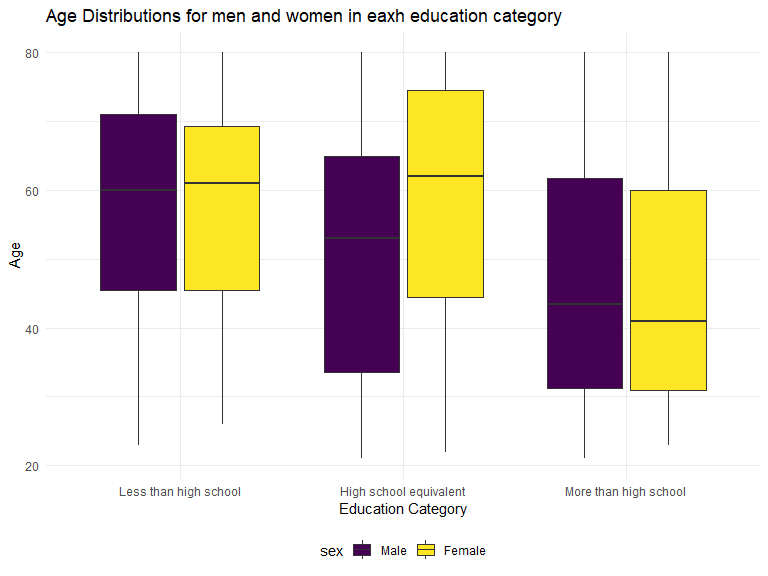 Age Distributions for men and women in eaxh education category
80
60
40
20
Age
Less than high school High school equivalent More than high school
Education Category
sex Male Female